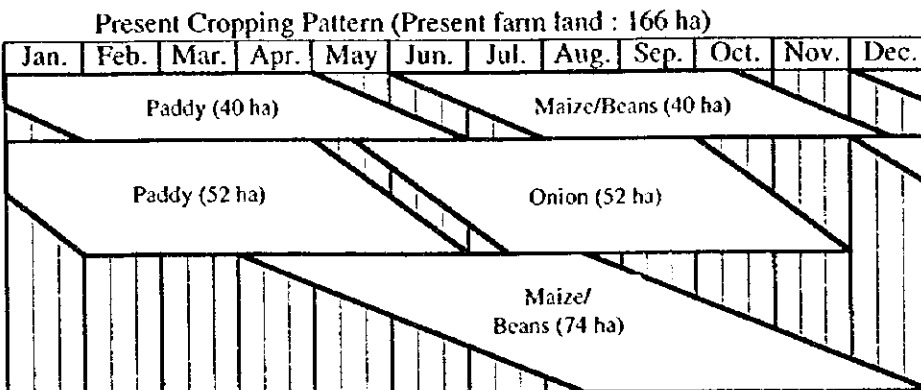 Present Cropping Pattern (Present farm land : 166 ha)
Jan. Feb. Mar. Apr. May Jun. Jul. Aug. Sep. Oct. Nov. Dec.
Paddy (40 ha) Maize/Beans (40 ha)
Paddy (52 ha) Onion (52 ha)
Maize/
Beans (74 ha)